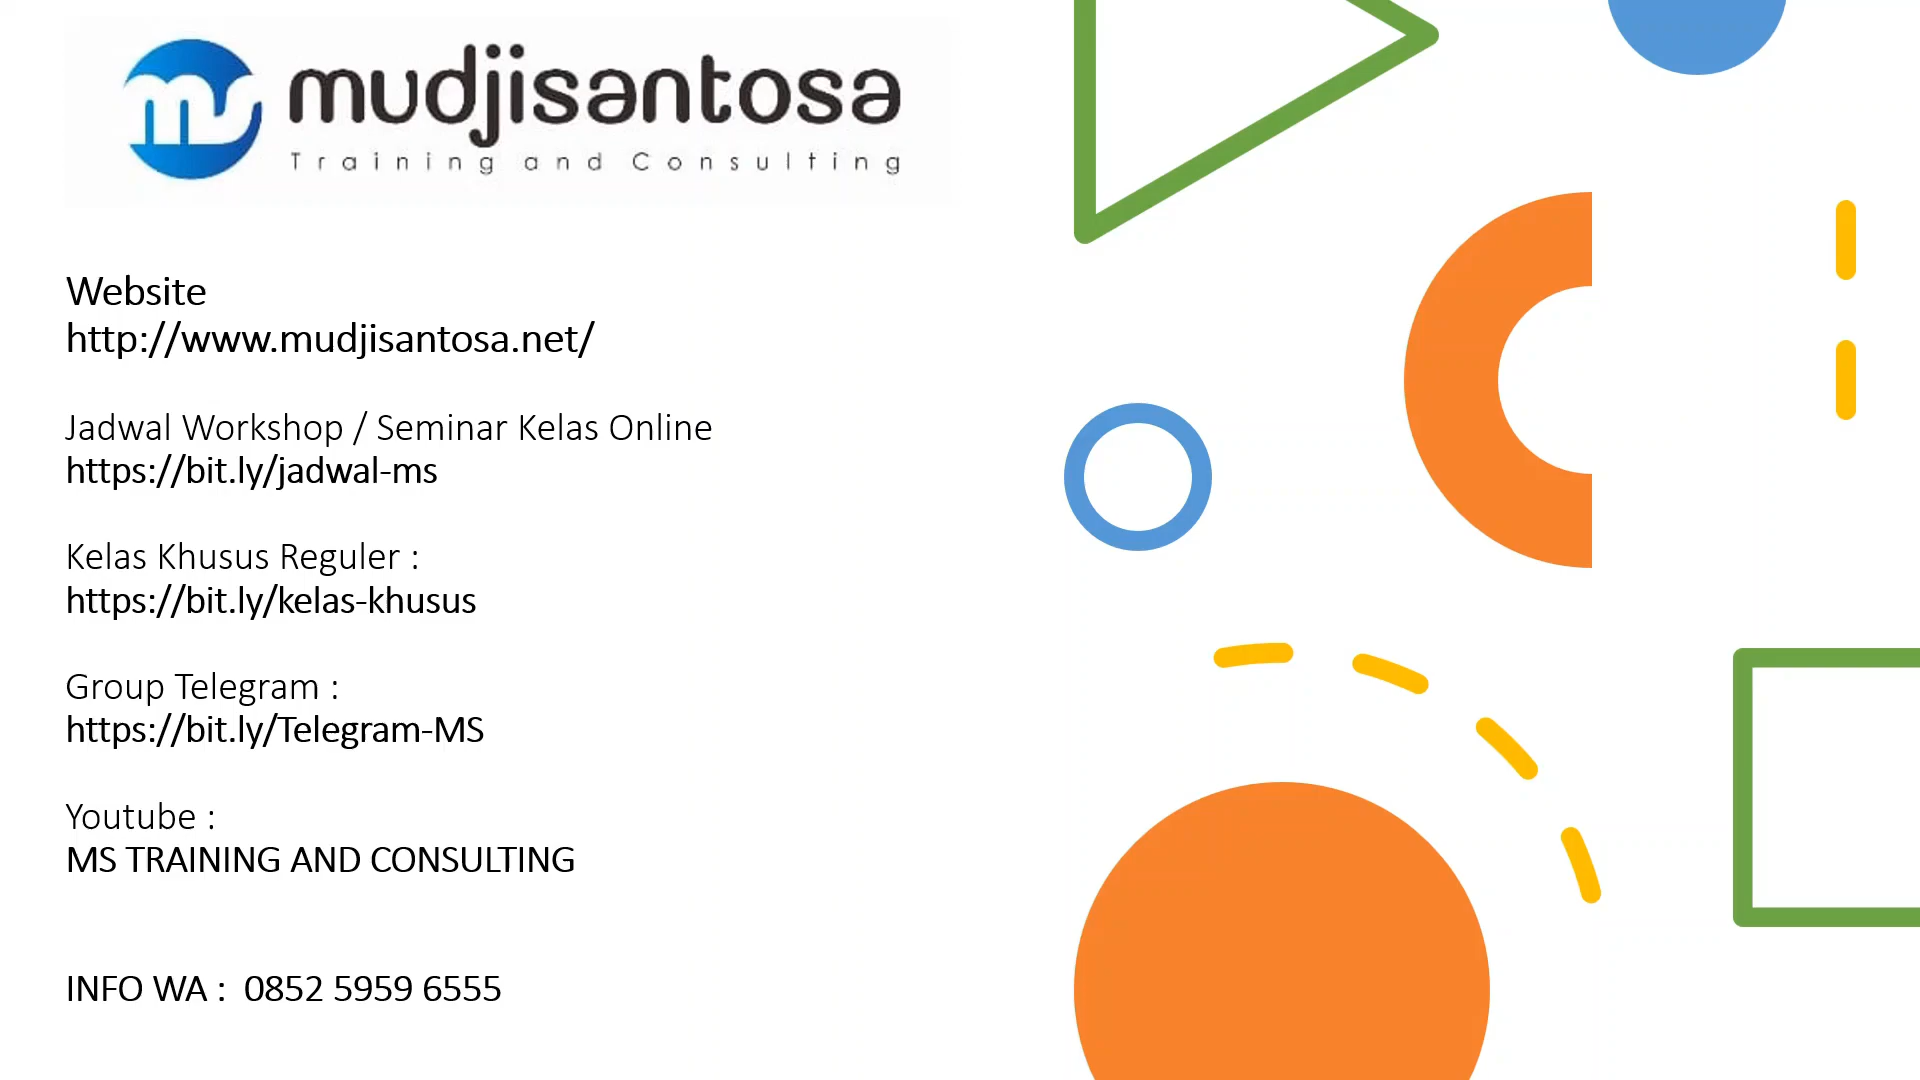 mudjisantosa
Training and Consulting
Website
http://www.mudjisantosa.net/
Jadwal Workshop / Seminar Kelas Online
https://bit.ly/jadwal-ms
Kelas Khusus Reguler :
https://bit.ly/kelas-khusus
Group Telegram :
https://bit.ly/Telegram-MS
Youtube :
MS TRAINING AND CONSULTING
INFO WA : 0852 5959 6555